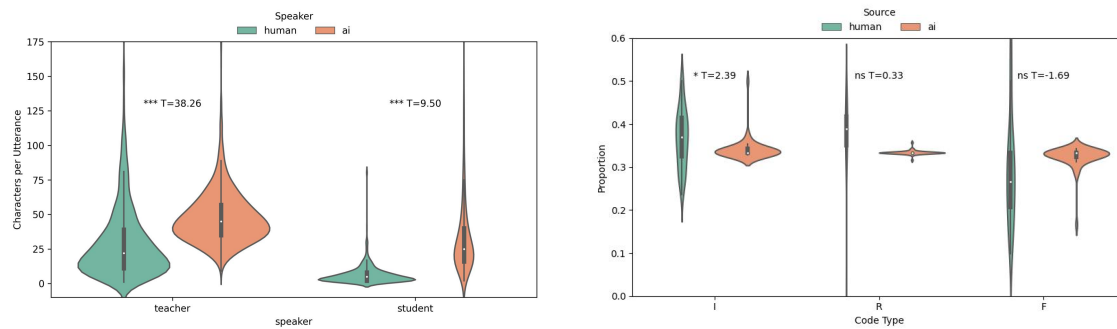 Speaker
human ai
175
150
125
100
75
50
25
0
Characters per Utterance
*** T=38.26
*** T=9.50
teacher student
speaker
Source
human ai
0.6
0.5
0.4
0.3
0.2
0.1
0.0
Proportion
* T=2.39
ns T=0.33
ns T=-1.69
I R F
Code Type